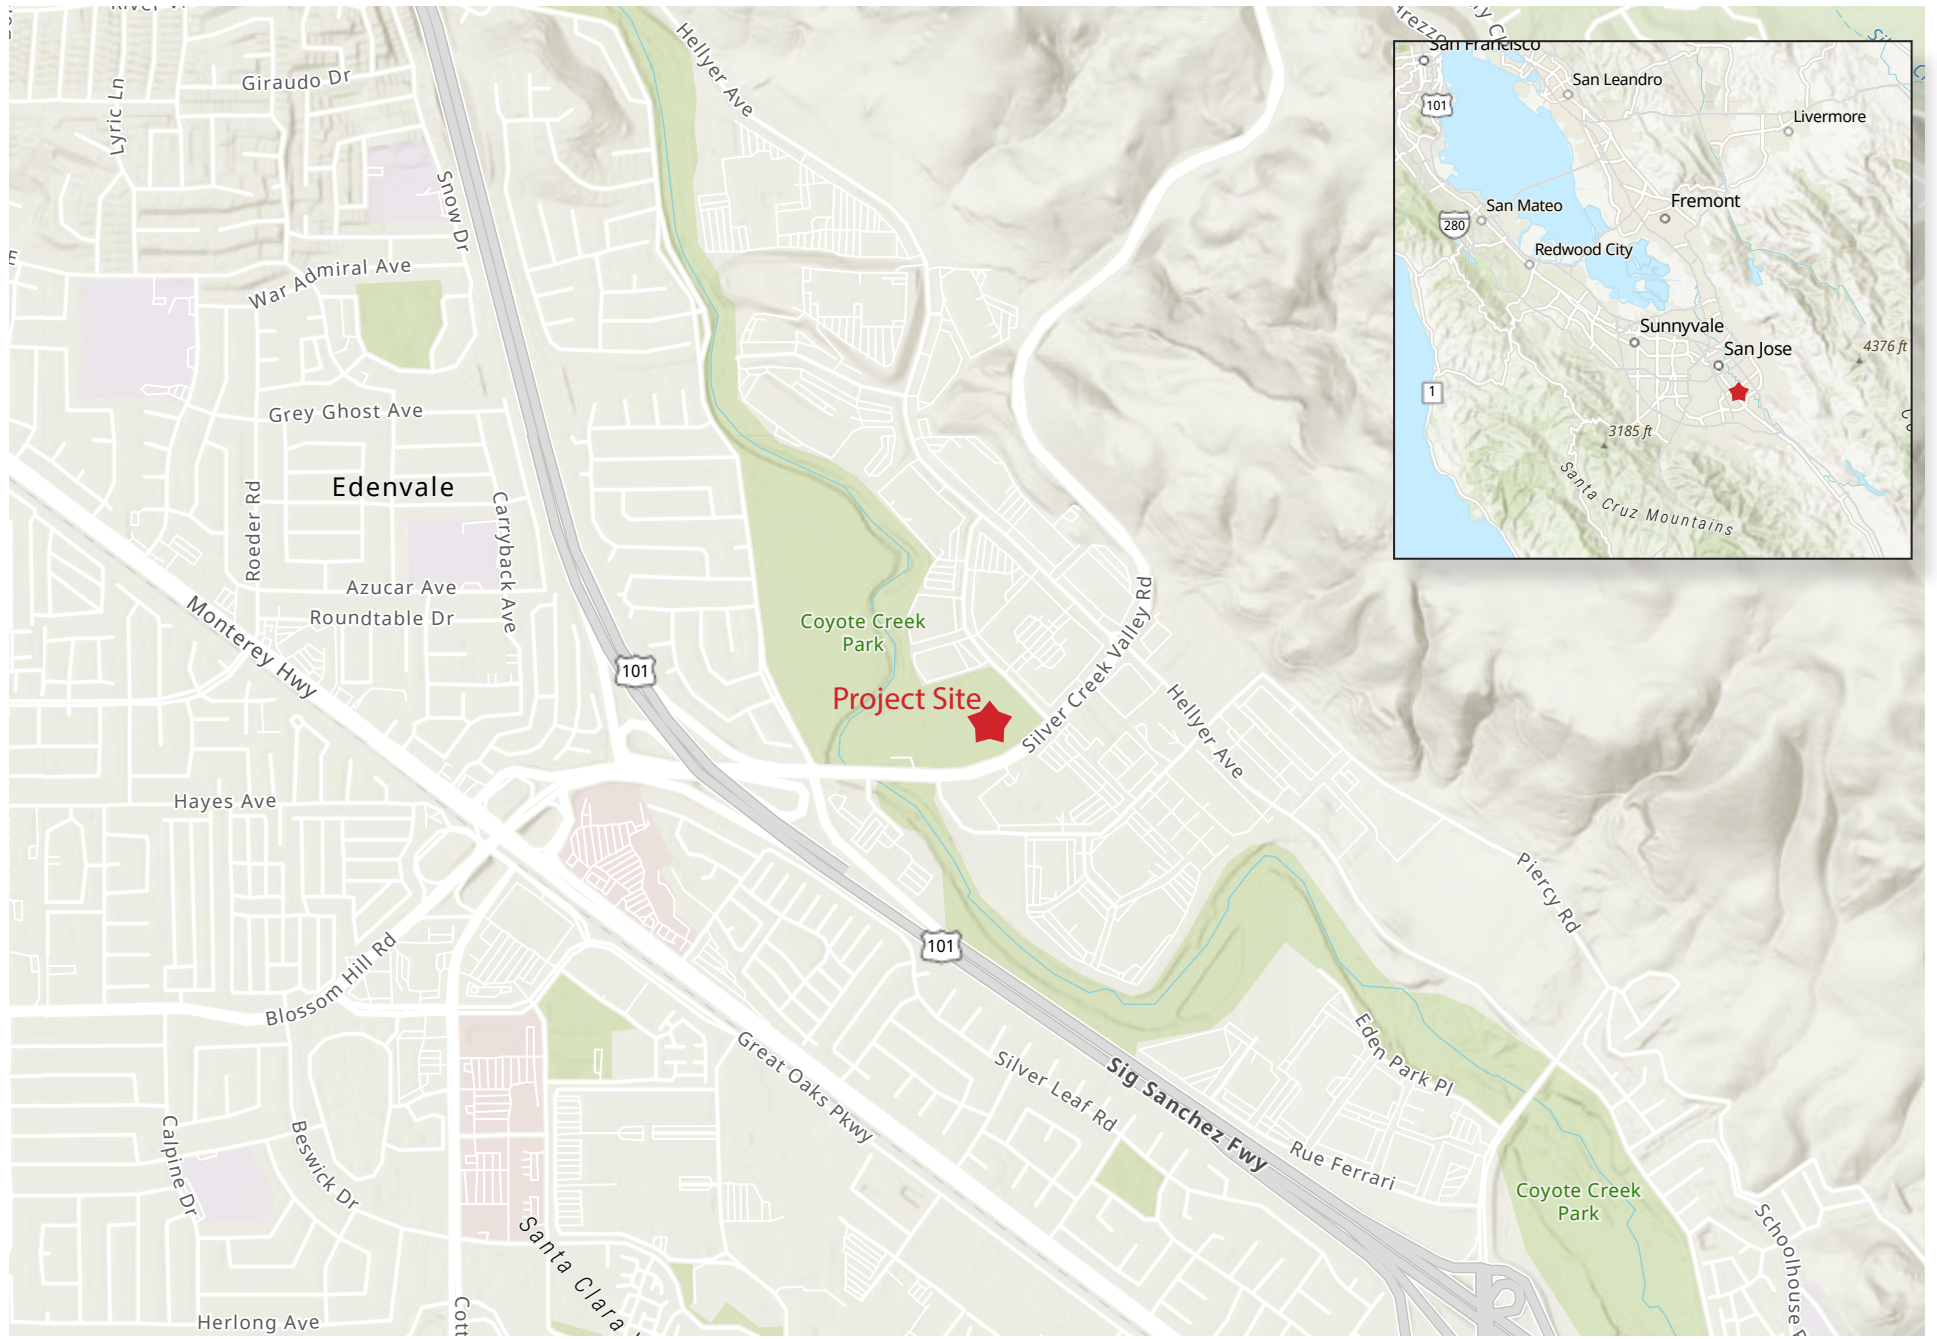 Hellyer Ave
Giraudo Dr
Lyric Ln
Snow Dr
War Admiral Ave
Grey Ghost Ave
Edenvale
Roeder Rd
Carryback Ave
Azucar Ave
Roundtable Dr
Monterey Hwy
101
Coyote Creek
Park
Project Site
Silver Creek Valley Rd
Hellyer Ave
Hayes Ave
Blossom Hill Rd
101
Piercy Rd
Great Oaks Pkwy
Silver Leaf Rd
Sig Sanchez Fwy
Eden Park Pl
Rue Ferrari
Calpine Dr
Beswick Dr
Santa Clara
Coyote Creek
Park
Schoolhouse
Herlong Ave
Cott
San Francisco
San Leandro
101
Livermore
San Mateo
Fremont
280
Redwood City
Sunnyvale
San Jose
4376 ft
1
3185 ft
Santa Cruz Mountains